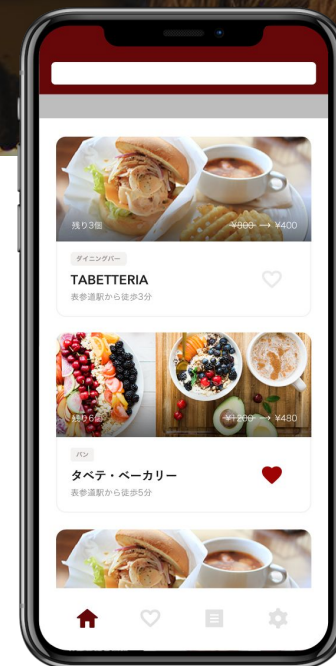 残り3個
¥800 → ¥400
ダイニングバー
TABETTERIA
表参道駅から徒歩3分
残り6個
¥1200 → ¥480
パン
タベテ・ベーカリー
表参道駅から徒歩5分